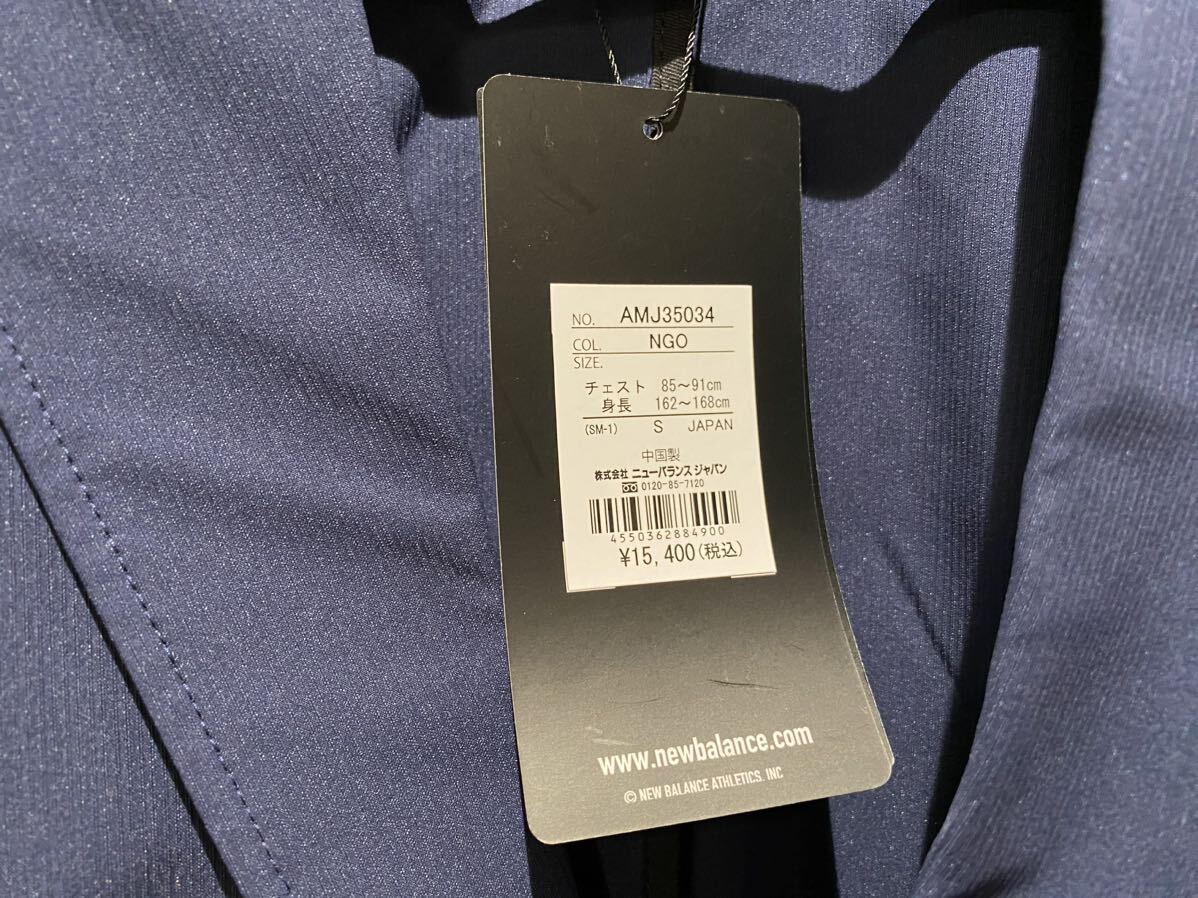 NO. AMJ35034
COL. NGO
SIZE.
チェスト 85～91cm
身長 162～168cm
(SM-1) S JAPAN
中国製
株式会社 ニューバランス ジャパン
0120-85-7120
4550362884900
¥15,400(税込)
www.newbalance.com
© NEW BALANCE ATHLETICS. INC